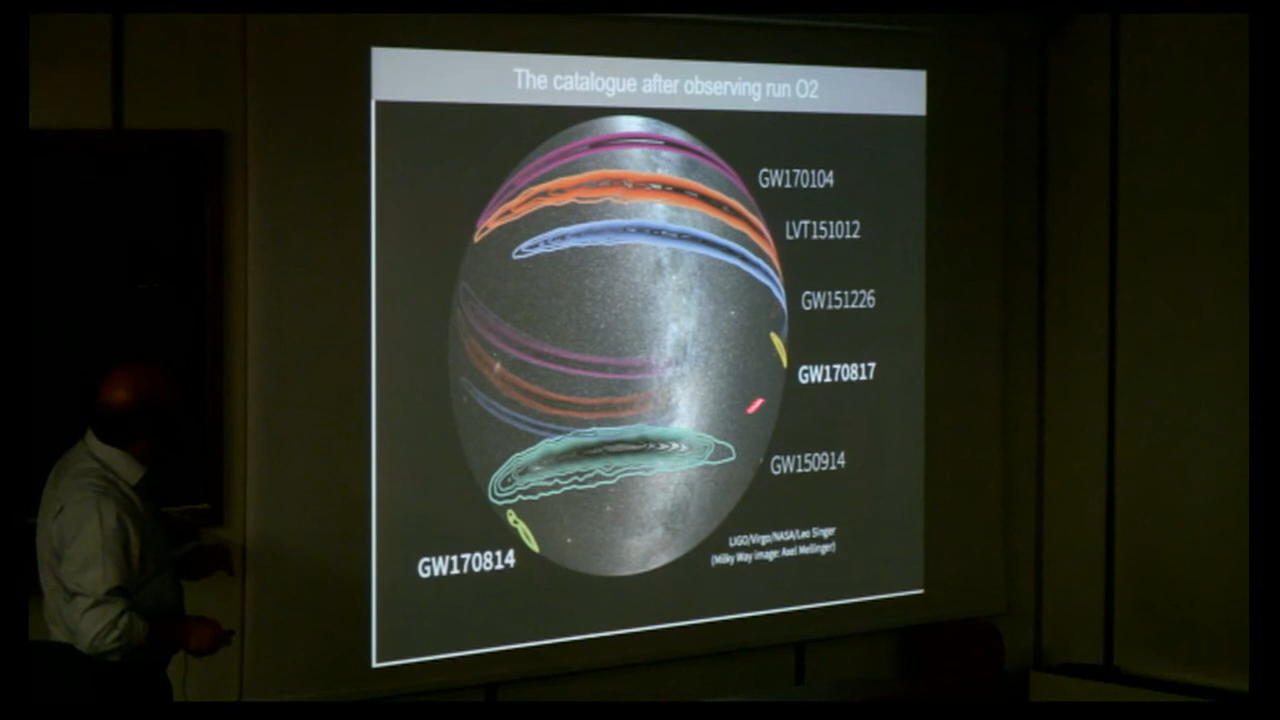 The catalogue after observing run O2
GW170104
LVT151012
GW151226
GW170817
GW150914
GW170814
LIGO/Virgo/NASA/Leo Singer
(Milky Way image: Axel Mellinger)